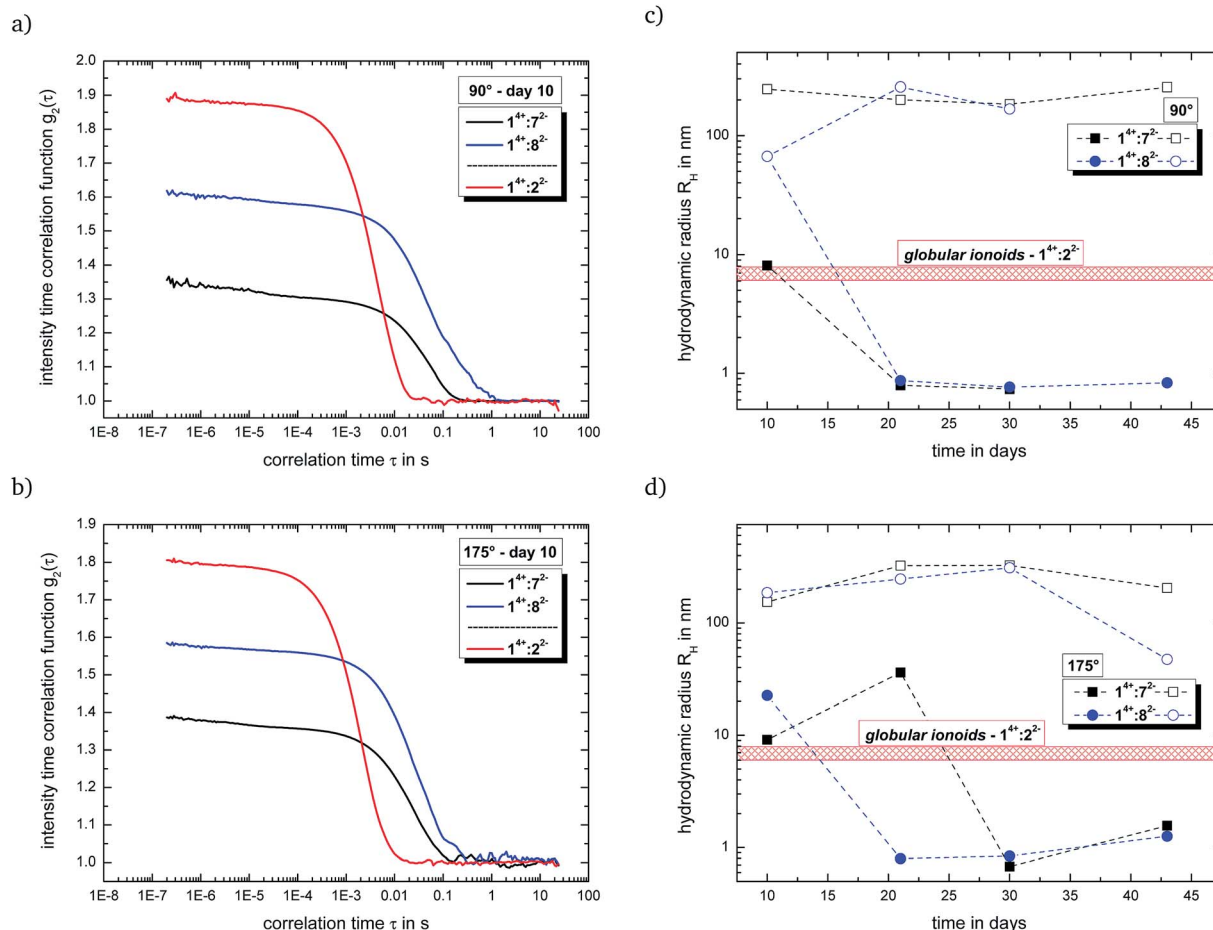 a)
intensity time correlation function g₂(τ)
2.0
1.9
1.8
1.7
1.6
1.5
1.4
1.3
1.2
1.1
1.0
90° - day 10
1⁴⁺:7²⁻
1⁴⁺:8²⁻
--------------------
1⁴⁺:2²⁻
1E-8 1E-7 1E-6 1E-5 1E-4 1E-3 0.01 0.1 1 10 100
correlation time τ in s
b)
intensity time correlation function g₂(τ)
1.9
1.8
1.7
1.6
1.5
1.4
1.3
1.2
1.1
1.0
175° - day 10
1⁴⁺:7²⁻
1⁴⁺:8²⁻
--------------------
1⁴⁺:2²⁻
1E-8 1E-7 1E-6 1E-5 1E-4 1E-3 0.01 0.1 1 10 100
correlation time τ in s
c)
hydrodynamic radius R_H in nm
100
10
1
90°
1⁴⁺:7²⁻
1⁴⁺:8²⁻
globular ionoids - 1⁴⁺:2²⁻
10 15 20 25 30 35 40 45
time in days
d)
hydrodynamic radius R_H in nm
100
10
1
175°
1⁴⁺:7²⁻
1⁴⁺:8²⁻
globular ionoids - 1⁴⁺:2²⁻
10 15 20 25 30 35 40 45
time in days